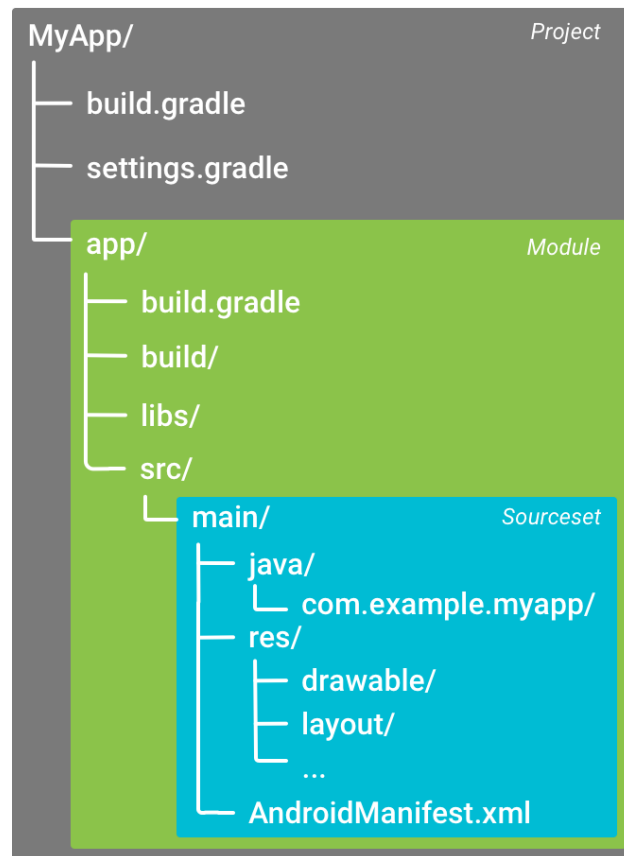 MyApp/ Project
build.gradle
settings.gradle
app/ Module
build.gradle
build/
libs/
src/
main/ Sourceset
java/
com.example.myapp/
res/
drawable/
layout/
...
AndroidManifest.xml